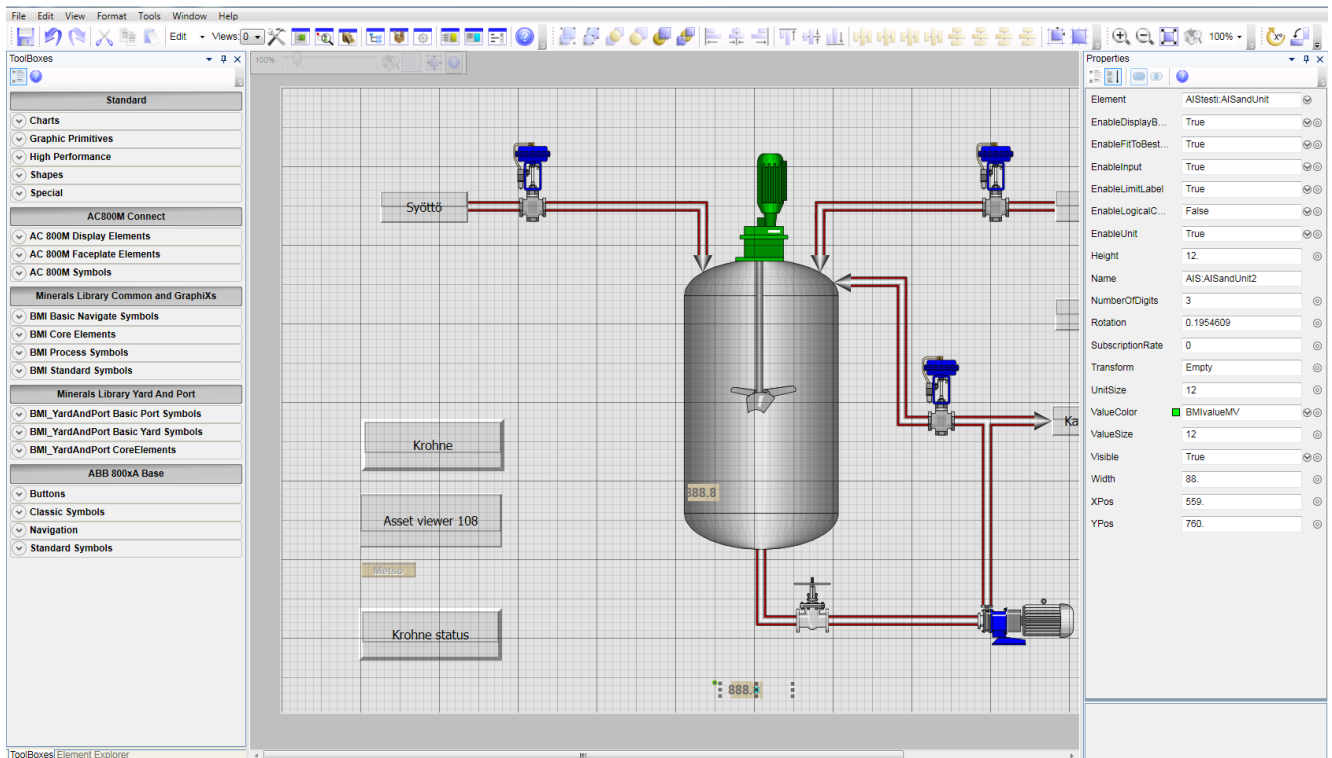 File Edit View Format Tools Window Help
Edit Views: 0 100%
ToolBoxes
Standard
Charts
Graphic Primitives
High Performance
Shapes
Special
AC800M Connect
AC 800M Display Elements
AC 800M Faceplate Elements
AC 800M Symbols
Minerals Library Common and GraphiXs
BMI Basic Navigate Symbols
BMI Core Elements
BMI Process Symbols
BMI Standard Symbols
Minerals Library Yard And Port
BMI_YardAndPort Basic Port Symbols
BMI_YardAndPort Basic Yard Symbols
BMI_YardAndPort CoreElements
ABB 800xA Base
Buttons
Classic Symbols
Navigation
Standard Symbols
ToolBoxes Element Explorer
100%
Syöttö
Krohne
888.8
Asset viewer 108
Metso
Krohne status
888.
Ka
Properties
Element AIStesti:AISandUnit
EnableDisplayB... True
EnableFitToBest... True
EnableInput True
EnableLimitLabel True
EnableLogicalC... False
EnableUnit True
Height 12.
Name AIS:AISandUnit2
NumberOfDigits 3
Rotation 0.1954609
SubscriptionRate 0
Transform Empty
UnitSize 12
ValueColor BMIvalueMV
ValueSize 12
Visible True
Width 88.
XPos 559.
YPos 760.